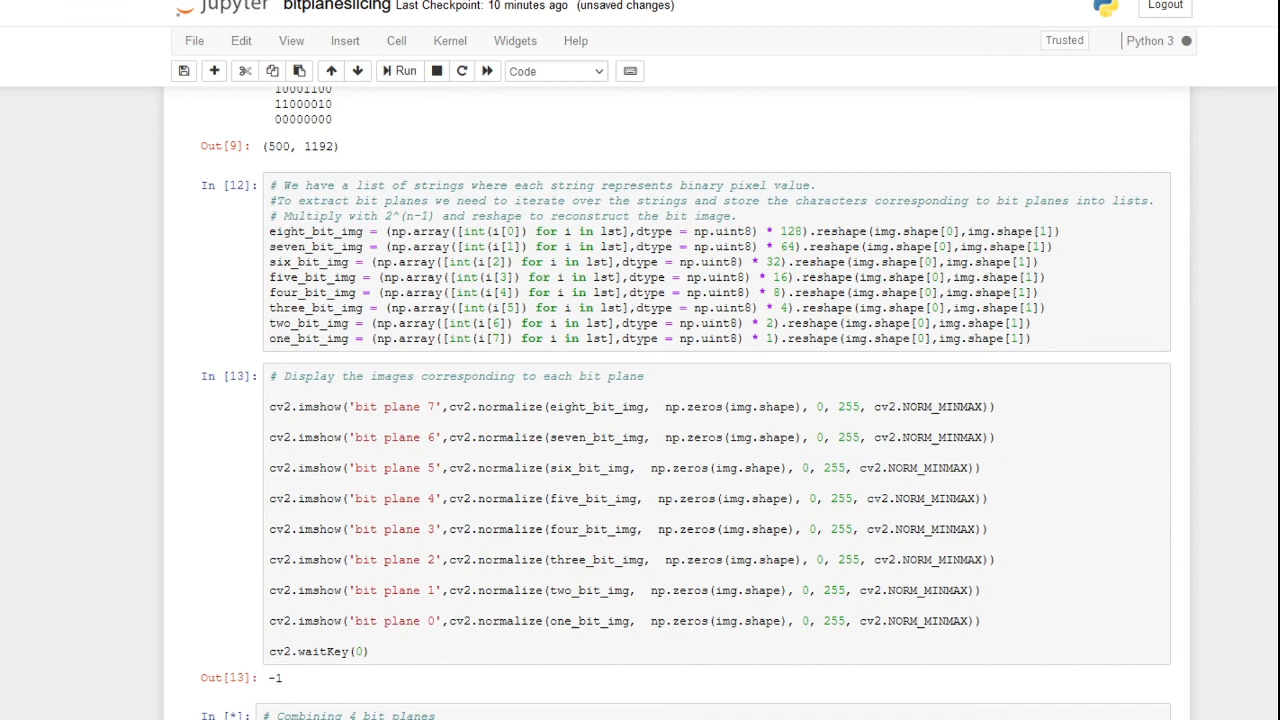 jupyter bitplaneslicing Last Checkpoint: 10 minutes ago (unsaved changes) Logout
File Edit View Insert Cell Kernel Widgets Help Trusted Python 3
Run Code
10001100
11000010
00000000
Out[9]: (500, 1192)
In [12]: # We have a list of strings where each string represents binary pixel value.
#To extract bit planes we need to iterate over the strings and store the characters corresponding to bit planes into lists.
# Multiply with 2^(n-1) and reshape to reconstruct the bit image.
eight_bit_img = (np.array([int(i[0]) for i in lst],dtype = np.uint8) * 128).reshape(img.shape[0],img.shape[1])
seven_bit_img = (np.array([int(i[1]) for i in lst],dtype = np.uint8) * 64).reshape(img.shape[0],img.shape[1])
six_bit_img = (np.array([int(i[2]) for i in lst],dtype = np.uint8) * 32).reshape(img.shape[0],img.shape[1])
five_bit_img = (np.array([int(i[3]) for i in lst],dtype = np.uint8) * 16).reshape(img.shape[0],img.shape[1])
four_bit_img = (np.array([int(i[4]) for i in lst],dtype = np.uint8) * 8).reshape(img.shape[0],img.shape[1])
three_bit_img = (np.array([int(i[5]) for i in lst],dtype = np.uint8) * 4).reshape(img.shape[0],img.shape[1])
two_bit_img = (np.array([int(i[6]) for i in lst],dtype = np.uint8) * 2).reshape(img.shape[0],img.shape[1])
one_bit_img = (np.array([int(i[7]) for i in lst],dtype = np.uint8) * 1).reshape(img.shape[0],img.shape[1])
In [13]: # Display the images corresponding to each bit plane
cv2.imshow('bit plane 7',cv2.normalize(eight_bit_img, np.zeros(img.shape), 0, 255, cv2.NORM_MINMAX))
cv2.imshow('bit plane 6',cv2.normalize(seven_bit_img, np.zeros(img.shape), 0, 255, cv2.NORM_MINMAX))
cv2.imshow('bit plane 5',cv2.normalize(six_bit_img, np.zeros(img.shape), 0, 255, cv2.NORM_MINMAX))
cv2.imshow('bit plane 4',cv2.normalize(five_bit_img, np.zeros(img.shape), 0, 255, cv2.NORM_MINMAX))
cv2.imshow('bit plane 3',cv2.normalize(four_bit_img, np.zeros(img.shape), 0, 255, cv2.NORM_MINMAX))
cv2.imshow('bit plane 2',cv2.normalize(three_bit_img, np.zeros(img.shape), 0, 255, cv2.NORM_MINMAX))
cv2.imshow('bit plane 1',cv2.normalize(two_bit_img, np.zeros(img.shape), 0, 255, cv2.NORM_MINMAX))
cv2.imshow('bit plane 0',cv2.normalize(one_bit_img, np.zeros(img.shape), 0, 255, cv2.NORM_MINMAX))
cv2.waitKey(0)
Out[13]: -1
In [*]: # Combining 4 bit planes